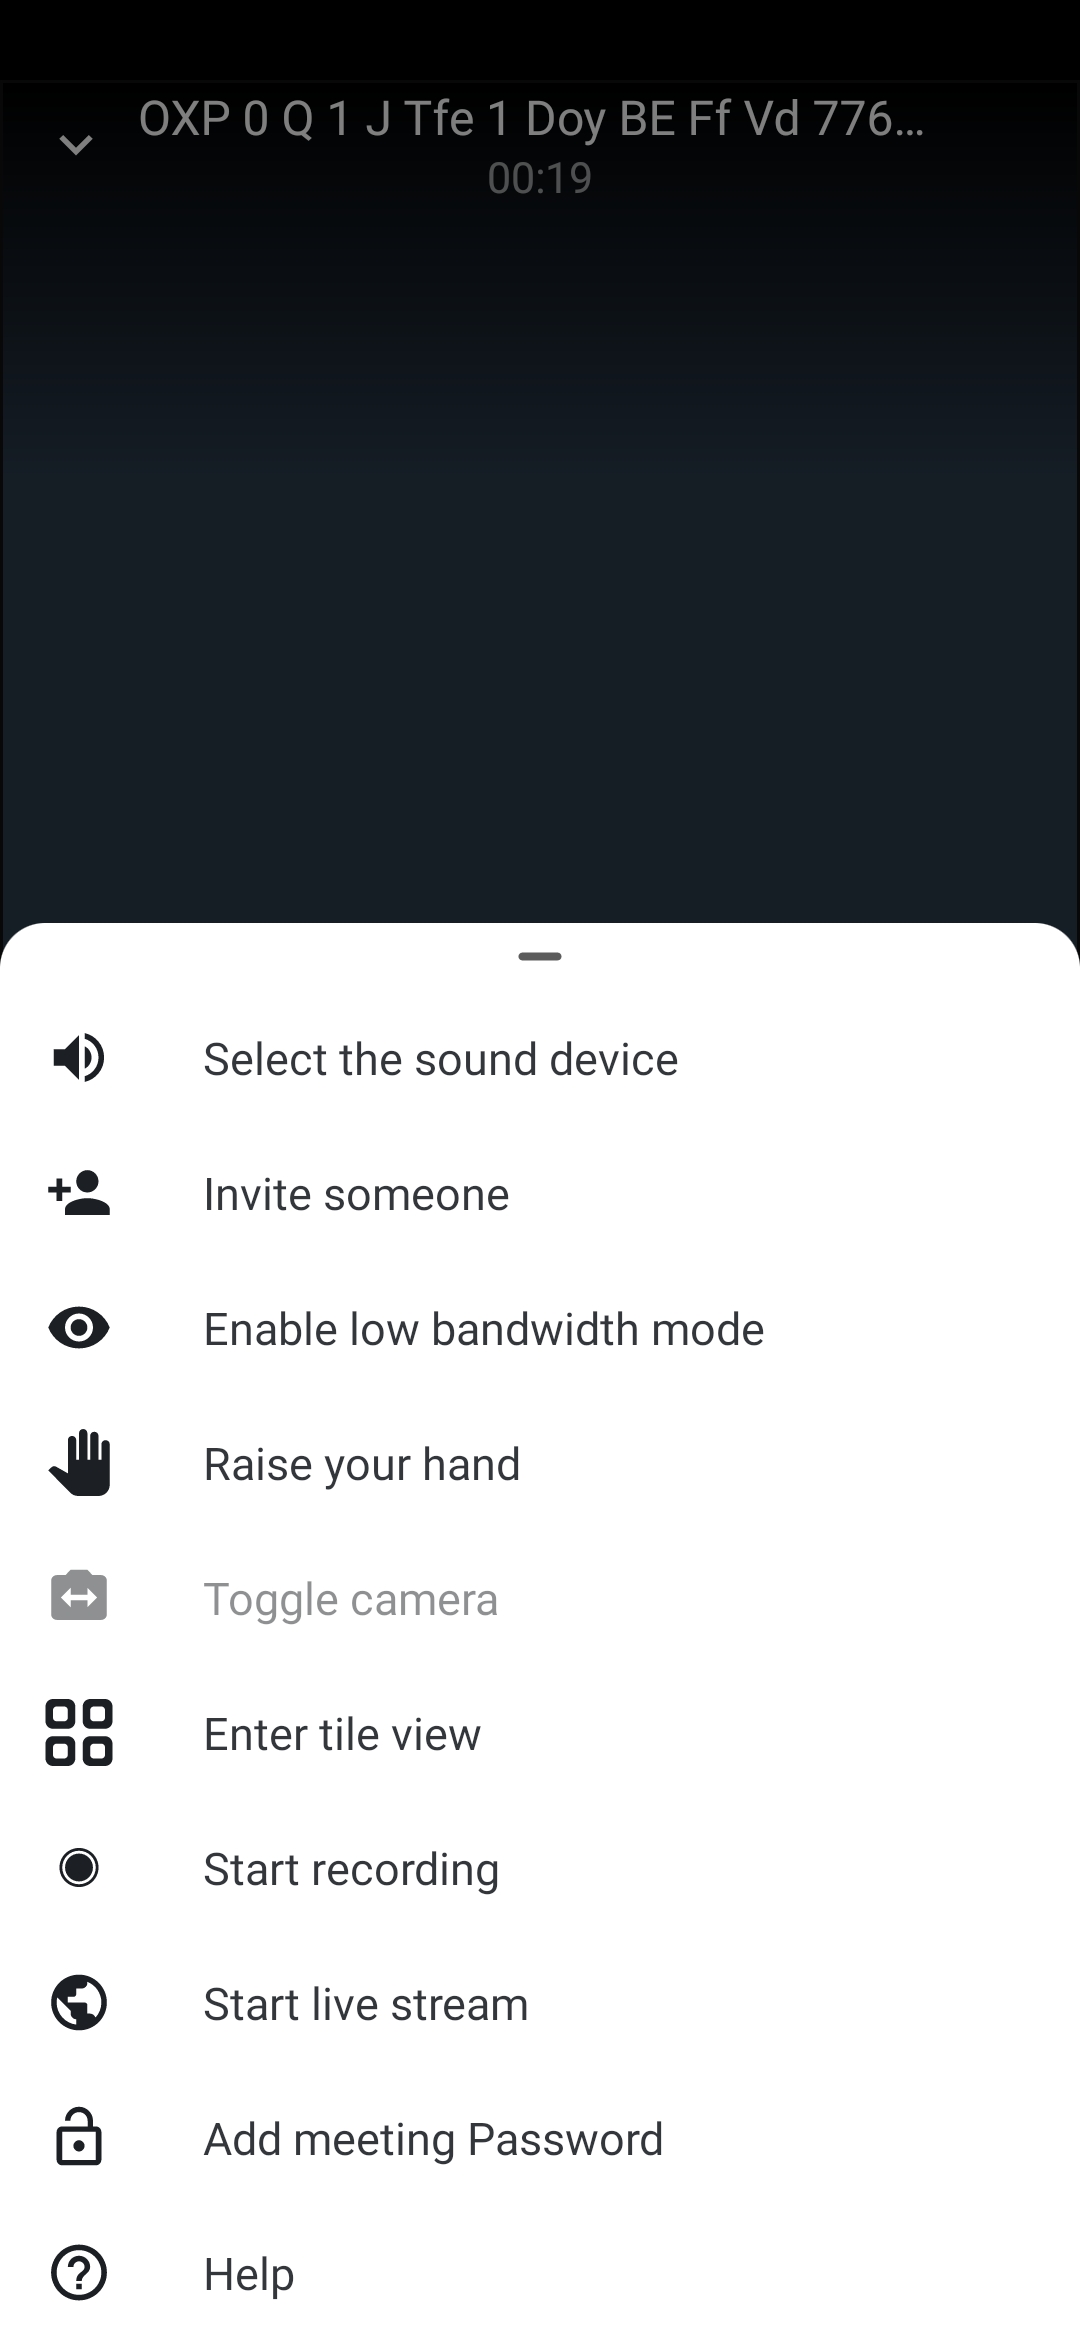 OXP 0 Q 1 J Tfe 1 Doy BE Ff Vd 776...
00:19
Select the sound device
Invite someone
Enable low bandwidth mode
Raise your hand
Toggle camera
Enter tile view
Start recording
Start live stream
Add meeting Password
Help